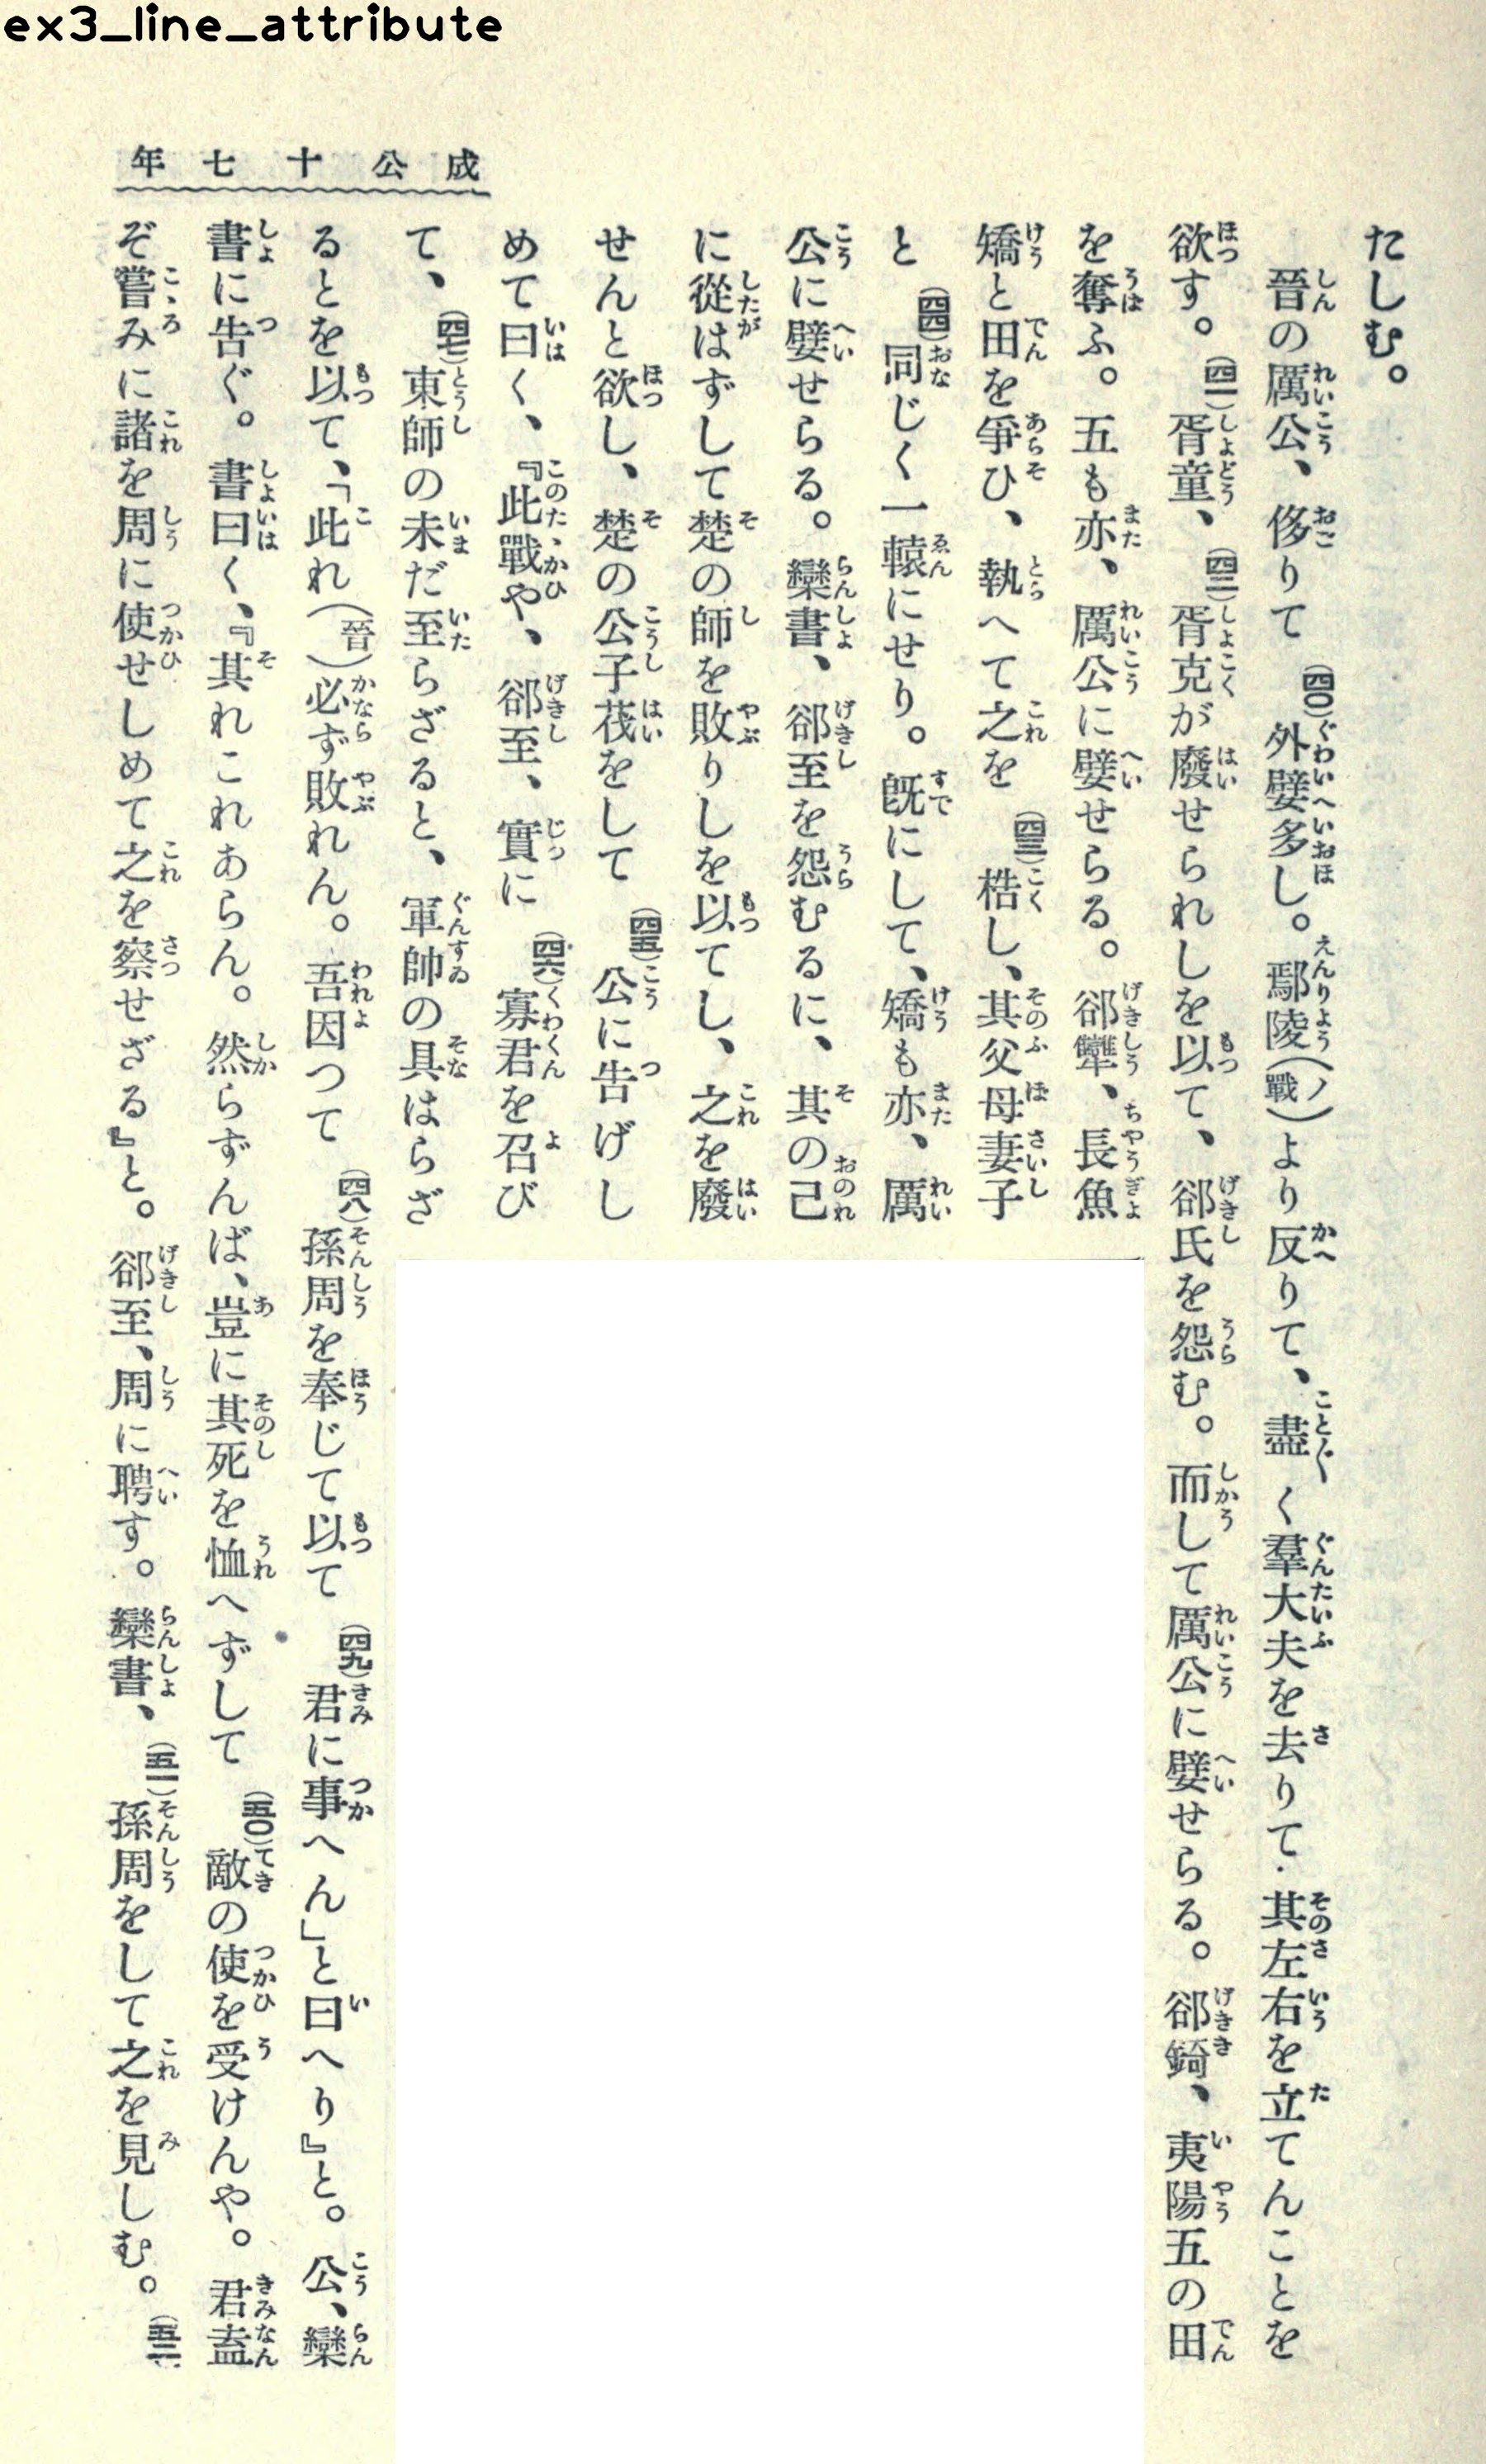 ex3_line_attribute
成公十七年
たしむ。
晉の厲公、侈りて(四〇)外嬖多し。鄢陵(ノ戰)より反りて、盡く羣大夫を去りて、其左右を立てんことを
欲す。(四一)胥童、(四二)胥克が廢せられしを以て、郤氏を怨む。而して厲公に嬖せらる。郤錡、夷陽五の田
を奪ふ。五も亦、厲公に嬖せらる。郤犨、長魚
矯と田を爭ひ、執へて之を(四三)梏し、其父母妻子
と(四四)同じく一轅にせり。既にして、矯も亦、厲
公に嬖せらる。欒書、郤至を怨むるに、其の己
に從はずして楚の師を敗りしを以てし、之を廢
せんと欲し、楚の公子茷をして(四五)公に告げし
めて曰く、『此戰や、郤至、實に(四六)寡君を召び
て、(四七)東師の未だ至らざると、軍帥の具はらざ
るとを以て、「此れ(晉)必ず敗れん。吾因つて(四八)孫周を奉じて以て(四九)君に事へん」と曰へり』と。公、欒
書に告ぐ。書曰く、『其れこれあらん。然らずんば、豈に其死を恤へずして(五〇)敵の使を受けんや。君盍
ぞ嘗みに諸を周に使せしめて之を察せざる』と。郤至、周に聘す。欒書、(五一)孫周をして之を見しむ。(五二)